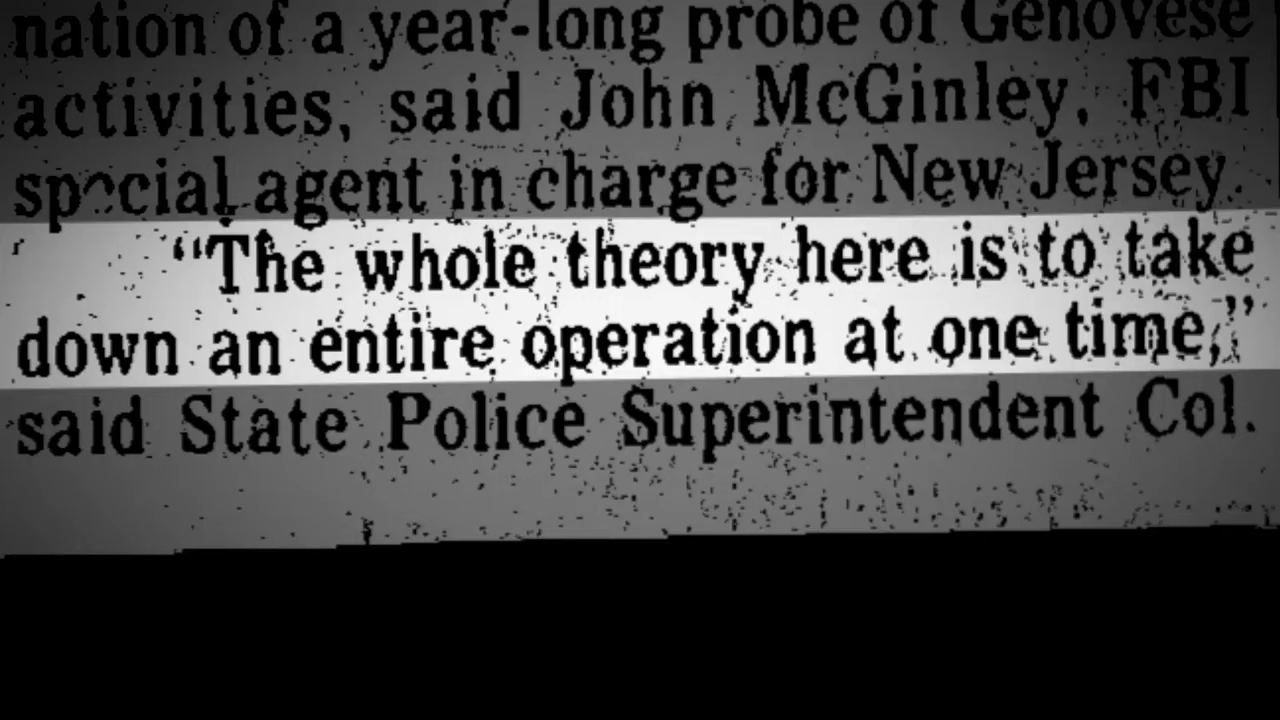 nation of a year-long probe of Genovese
activities, said John McGinley, FBI
special agent in charge for New Jersey.
“The whole theory here is to take
down an entire operation at one time,”
said State Police Superintendent Col.